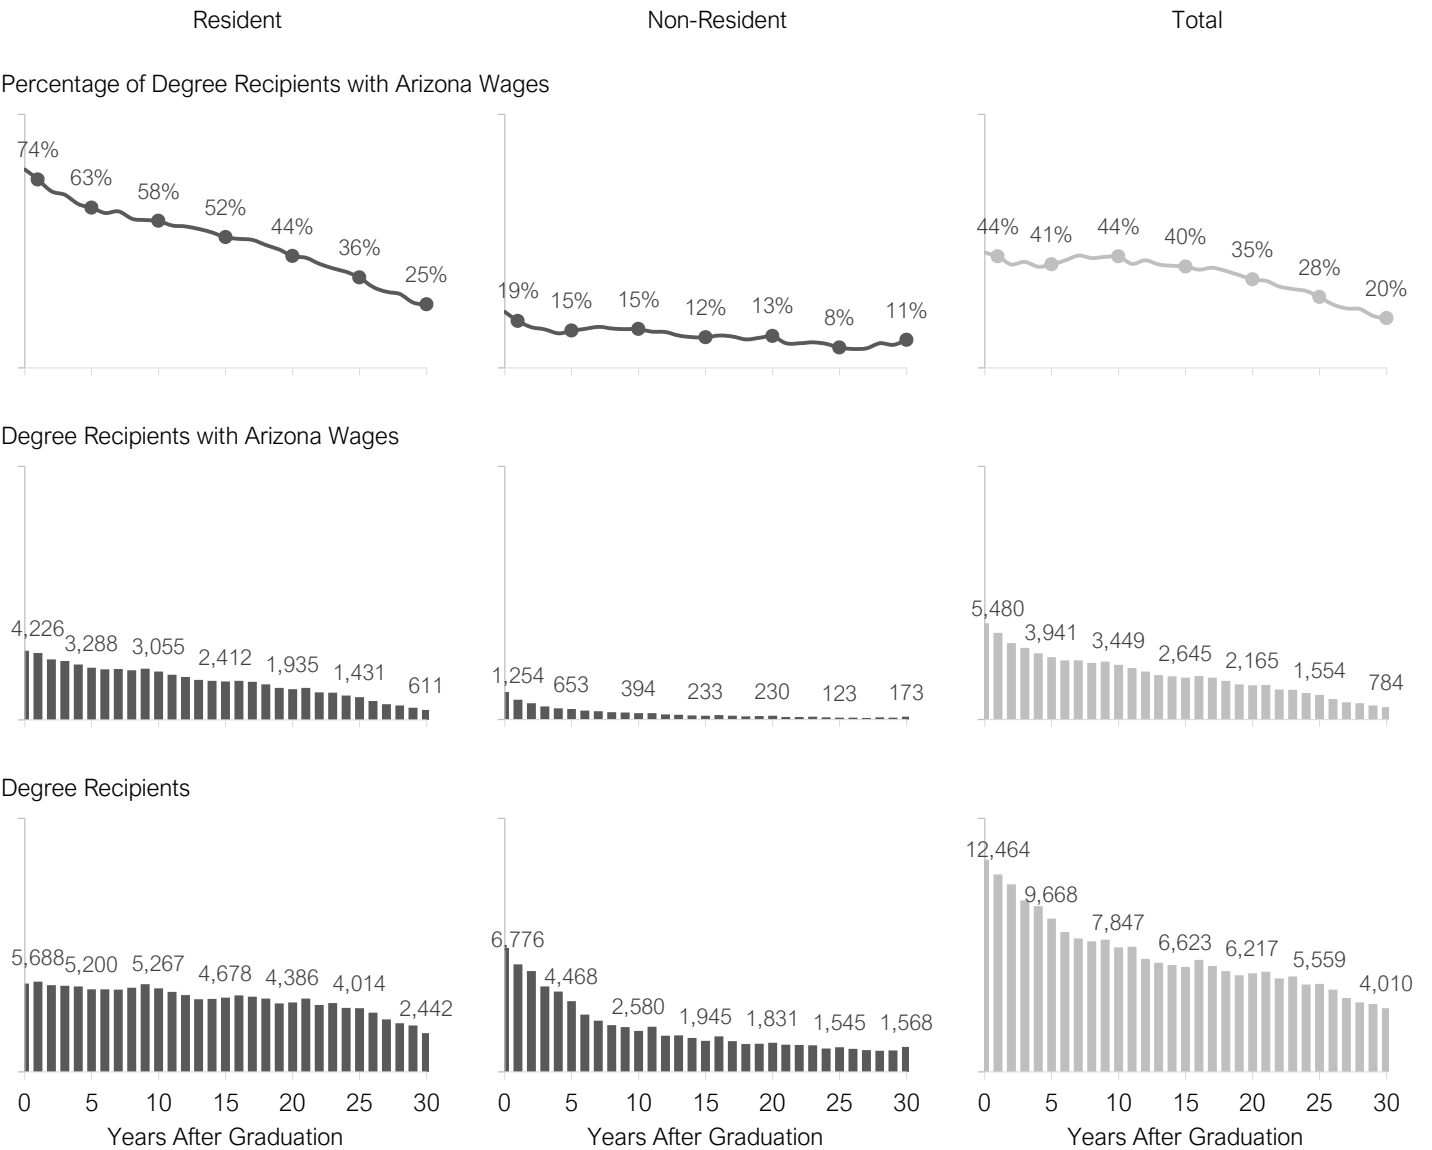 Resident Non-Resident Total
Percentage of Degree Recipients with Arizona Wages
74% 63% 58% 52% 44% 36% 25%
19% 15% 15% 12% 13% 8% 11%
44% 41% 44% 40% 35% 28% 20%
Degree Recipients with Arizona Wages
4,226 3,288 3,055 2,412 1,935 1,431 611
1,254 653 394 233 230 123 173
5,480 3,941 3,449 2,645 2,165 1,554 784
Degree Recipients
5,688 5,200 5,267 4,678 4,386 4,014 2,442
6,776 4,468 2,580 1,945 1,831 1,545 1,568
12,464 9,668 7,847 6,623 6,217 5,559 4,010
0 5 10 15 20 25 30 0 5 10 15 20 25 30 0 5 10 15 20 25 30
Years After Graduation Years After Graduation Years After Graduation